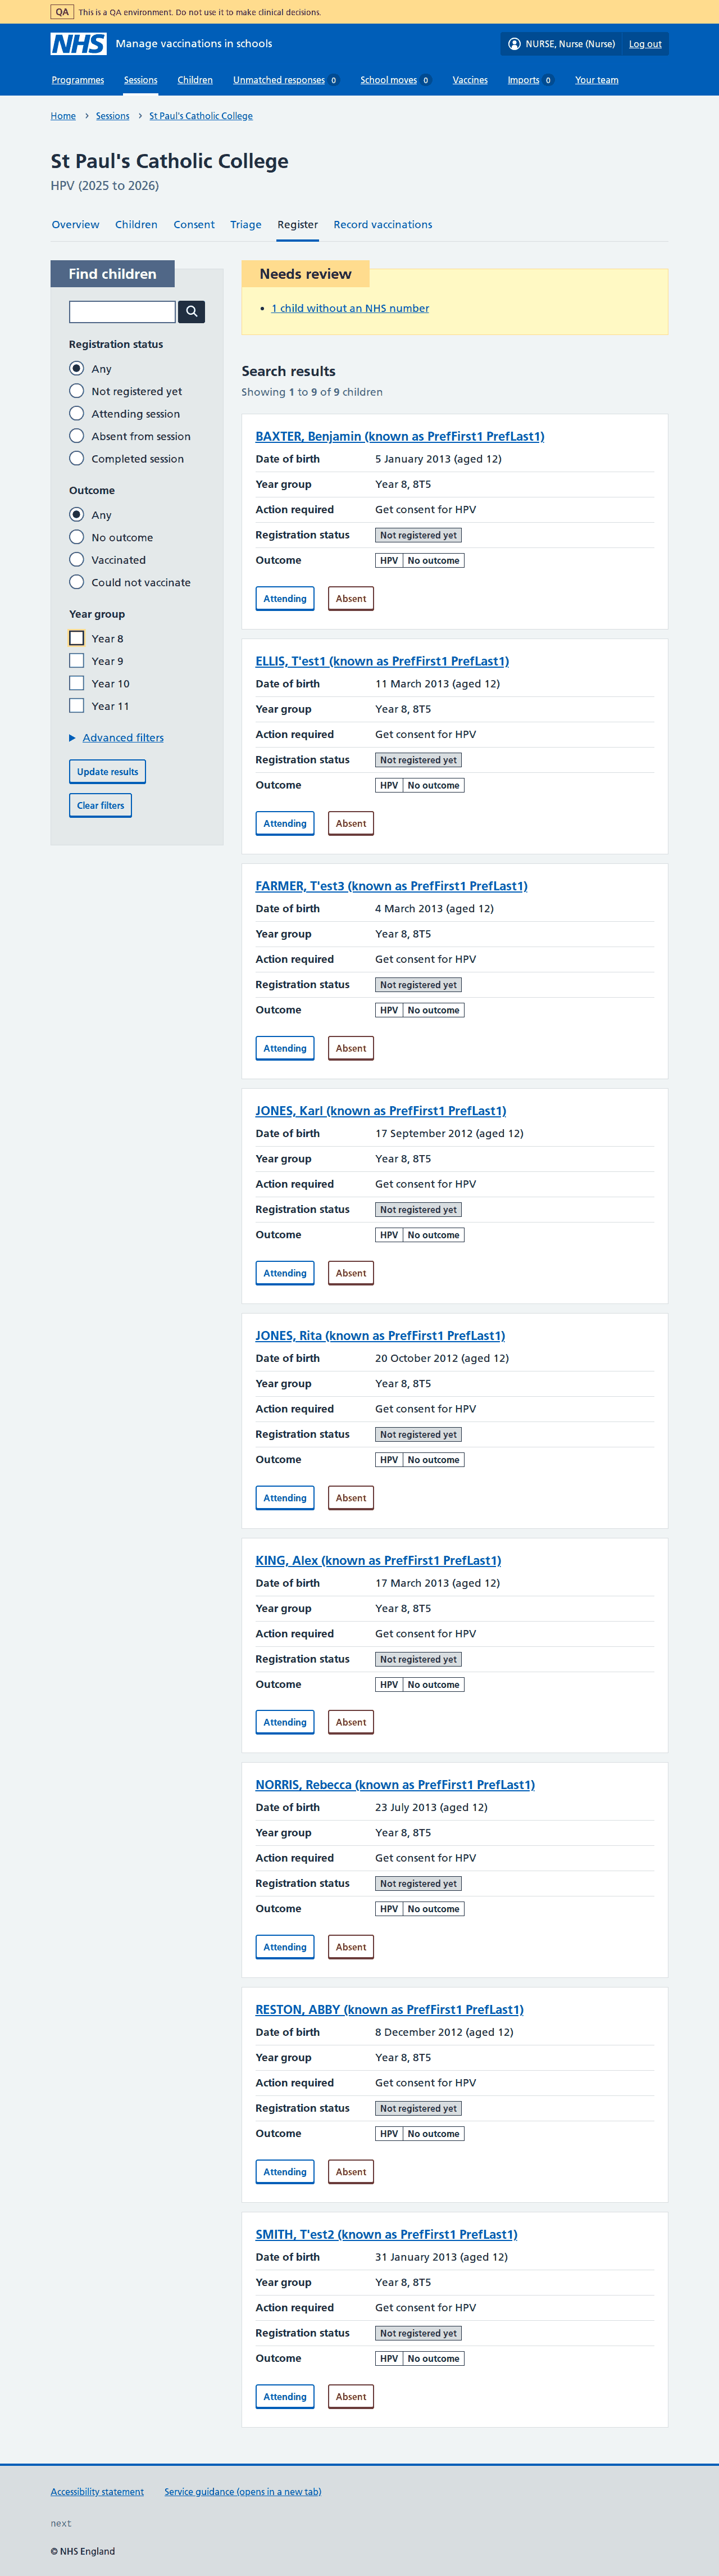 QA This is a QA environment. Do not use it to make clinical decisions.
NHS Manage vaccinations in schools NURSE, Nurse (Nurse) Log out
Programmes Sessions Children Unmatched responses 0 School moves 0 Vaccines Imports 0 Your team
Home > Sessions > St Paul's Catholic College
St Paul's Catholic College
HPV (2025 to 2026)
Overview Children Consent Triage Register Record vaccinations
Find children
Registration status
Any
Not registered yet
Attending session
Absent from session
Completed session
Outcome
Any
No outcome
Vaccinated
Could not vaccinate
Year group
Year 8
Year 9
Year 10
Year 11
Advanced filters
Update results
Clear filters
Needs review
• 1 child without an NHS number
Search results
Showing 1 to 9 of 9 children
BAXTER, Benjamin (known as PrefFirst1 PrefLast1)
Date of birth 5 January 2013 (aged 12)
Year group Year 8, 8T5
Action required Get consent for HPV
Registration status Not registered yet
Outcome HPV No outcome
Attending Absent
ELLIS, T'est1 (known as PrefFirst1 PrefLast1)
Date of birth 11 March 2013 (aged 12)
Year group Year 8, 8T5
Action required Get consent for HPV
Registration status Not registered yet
Outcome HPV No outcome
Attending Absent
FARMER, T'est3 (known as PrefFirst1 PrefLast1)
Date of birth 4 March 2013 (aged 12)
Year group Year 8, 8T5
Action required Get consent for HPV
Registration status Not registered yet
Outcome HPV No outcome
Attending Absent
JONES, Karl (known as PrefFirst1 PrefLast1)
Date of birth 17 September 2012 (aged 12)
Year group Year 8, 8T5
Action required Get consent for HPV
Registration status Not registered yet
Outcome HPV No outcome
Attending Absent
JONES, Rita (known as PrefFirst1 PrefLast1)
Date of birth 20 October 2012 (aged 12)
Year group Year 8, 8T5
Action required Get consent for HPV
Registration status Not registered yet
Outcome HPV No outcome
Attending Absent
KING, Alex (known as PrefFirst1 PrefLast1)
Date of birth 17 March 2013 (aged 12)
Year group Year 8, 8T5
Action required Get consent for HPV
Registration status Not registered yet
Outcome HPV No outcome
Attending Absent
NORRIS, Rebecca (known as PrefFirst1 PrefLast1)
Date of birth 23 July 2013 (aged 12)
Year group Year 8, 8T5
Action required Get consent for HPV
Registration status Not registered yet
Outcome HPV No outcome
Attending Absent
RESTON, ABBY (known as PrefFirst1 PrefLast1)
Date of birth 8 December 2012 (aged 12)
Year group Year 8, 8T5
Action required Get consent for HPV
Registration status Not registered yet
Outcome HPV No outcome
Attending Absent
SMITH, T'est2 (known as PrefFirst1 PrefLast1)
Date of birth 31 January 2013 (aged 12)
Year group Year 8, 8T5
Action required Get consent for HPV
Registration status Not registered yet
Outcome HPV No outcome
Attending Absent
Accessibility statement Service guidance (opens in a new tab)
next
© NHS England